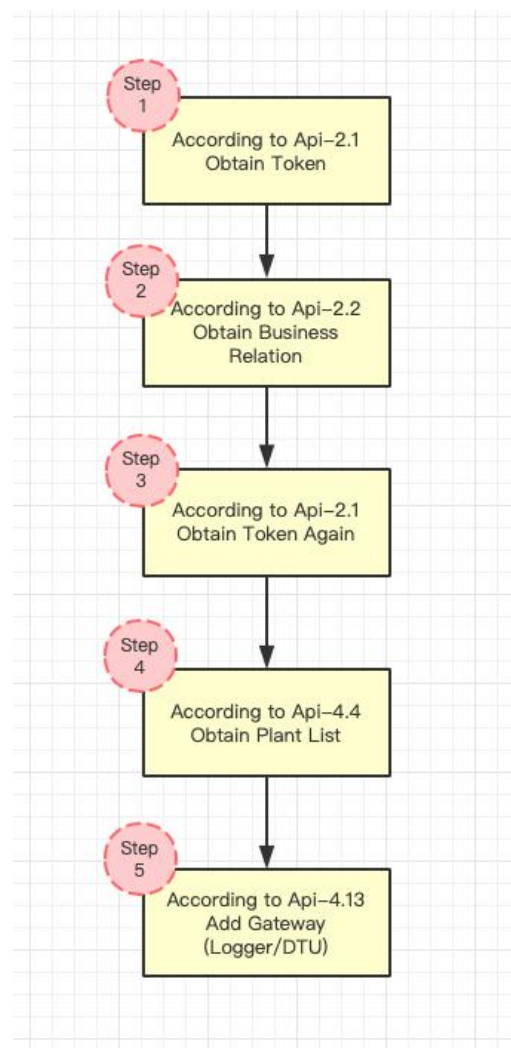 Step
1
According to Api-2.1
Obtain Token
Step
2
According to Api-2.2
Obtain Business
Relation
Step
3
According to Api-2.1
Obtain Token Again
Step
4
According to Api-4.4
Obtain Plant List
Step
5
According to Api-4.13
Add Gateway
(Logger/DTU)